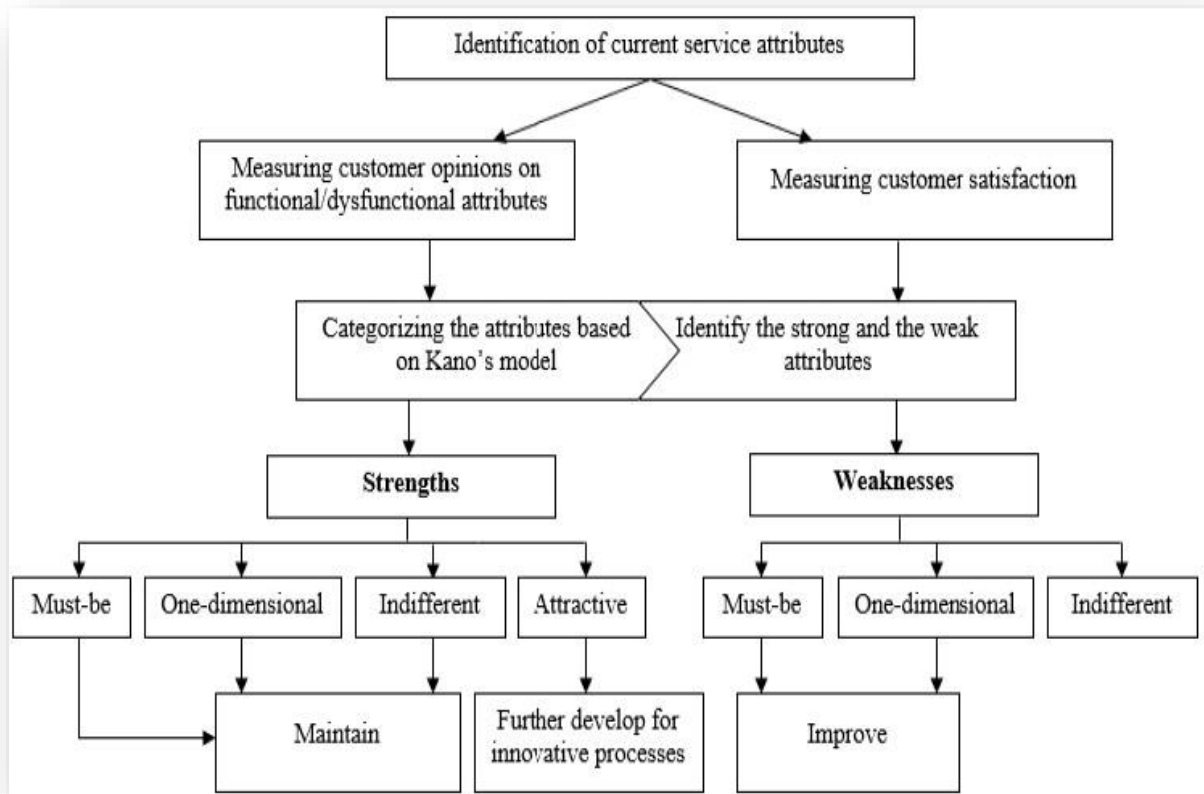 Identification of current service attributes
Measuring customer opinions on
functional/dysfunctional attributes
Measuring customer satisfaction
Categorizing the attributes based
on Kano's model
Identify the strong and the weak
attributes
Strengths
Weaknesses
Must-be
One-dimensional
Indifferent
Attractive
Must-be
One-dimensional
Indifferent
Maintain
Further develop for
innovative processes
Improve